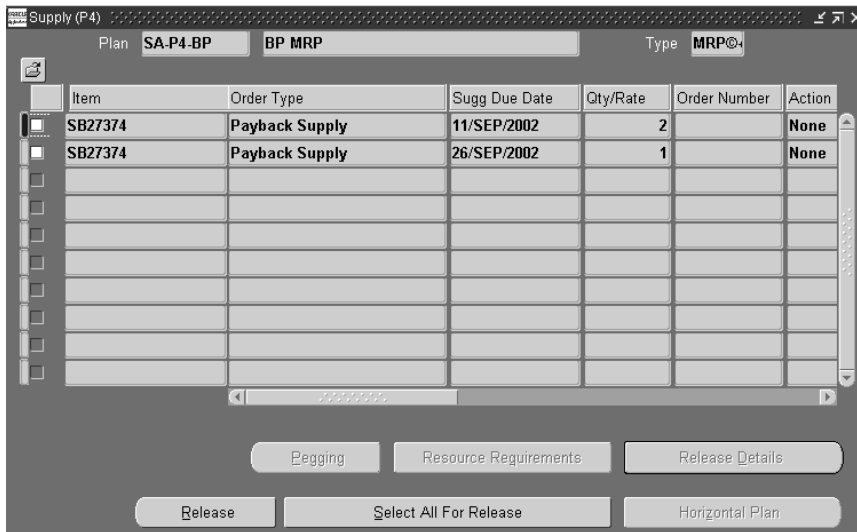 ORACLE Supply (P4)
Plan SA-P4-BP BP MRP Type MRP
Item Order Type Sugg Due Date Qty/Rate Order Number Action
SB27374 Payback Supply 11/SEP/2002 2 None
SB27374 Payback Supply 26/SEP/2002 1 None
Pegging Resource Requirements Release Details
Release Select All For Release Horizontal Plan